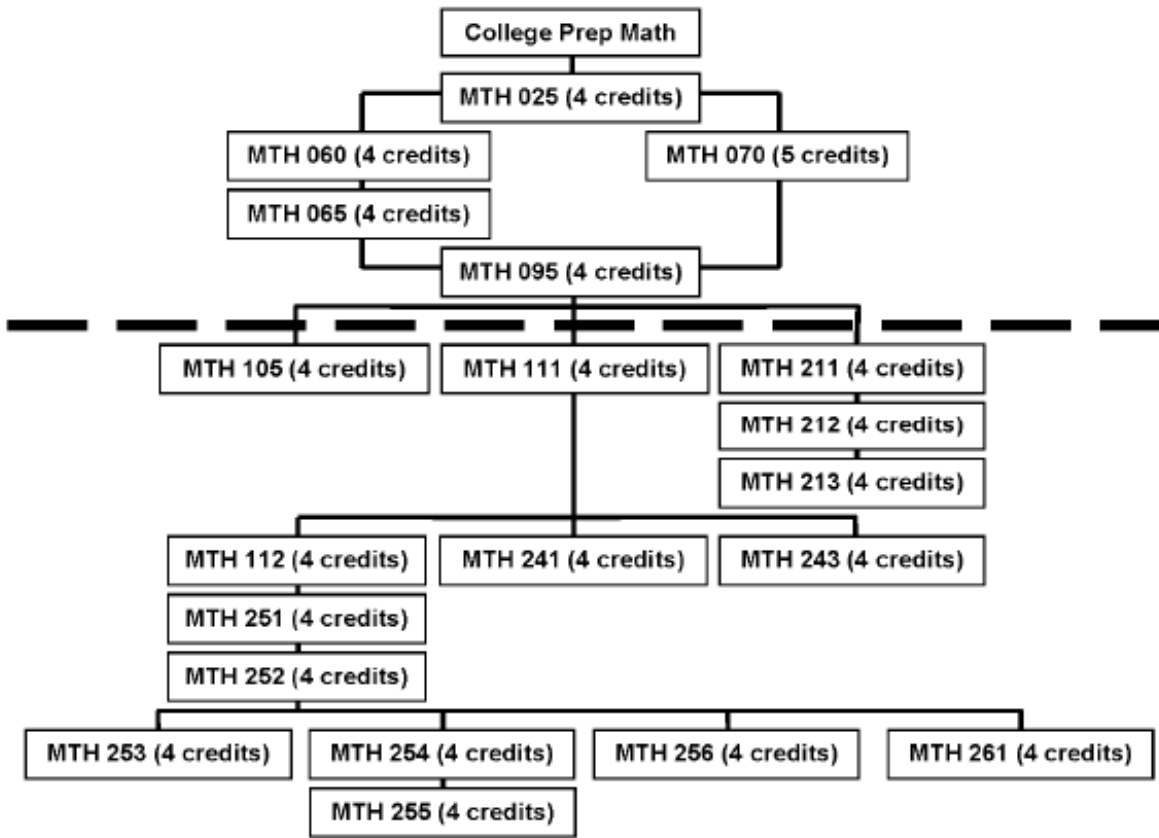 College Prep Math
MTH 025 (4 credits)
MTH 060 (4 credits)
MTH 070 (5 credits)
MTH 065 (4 credits)
MTH 095 (4 credits)
MTH 105 (4 credits)
MTH 111 (4 credits)
MTH 211 (4 credits)
MTH 212 (4 credits)
MTH 213 (4 credits)
MTH 112 (4 credits)
MTH 241 (4 credits)
MTH 243 (4 credits)
MTH 251 (4 credits)
MTH 252 (4 credits)
MTH 253 (4 credits)
MTH 254 (4 credits)
MTH 256 (4 credits)
MTH 261 (4 credits)
MTH 255 (4 credits)